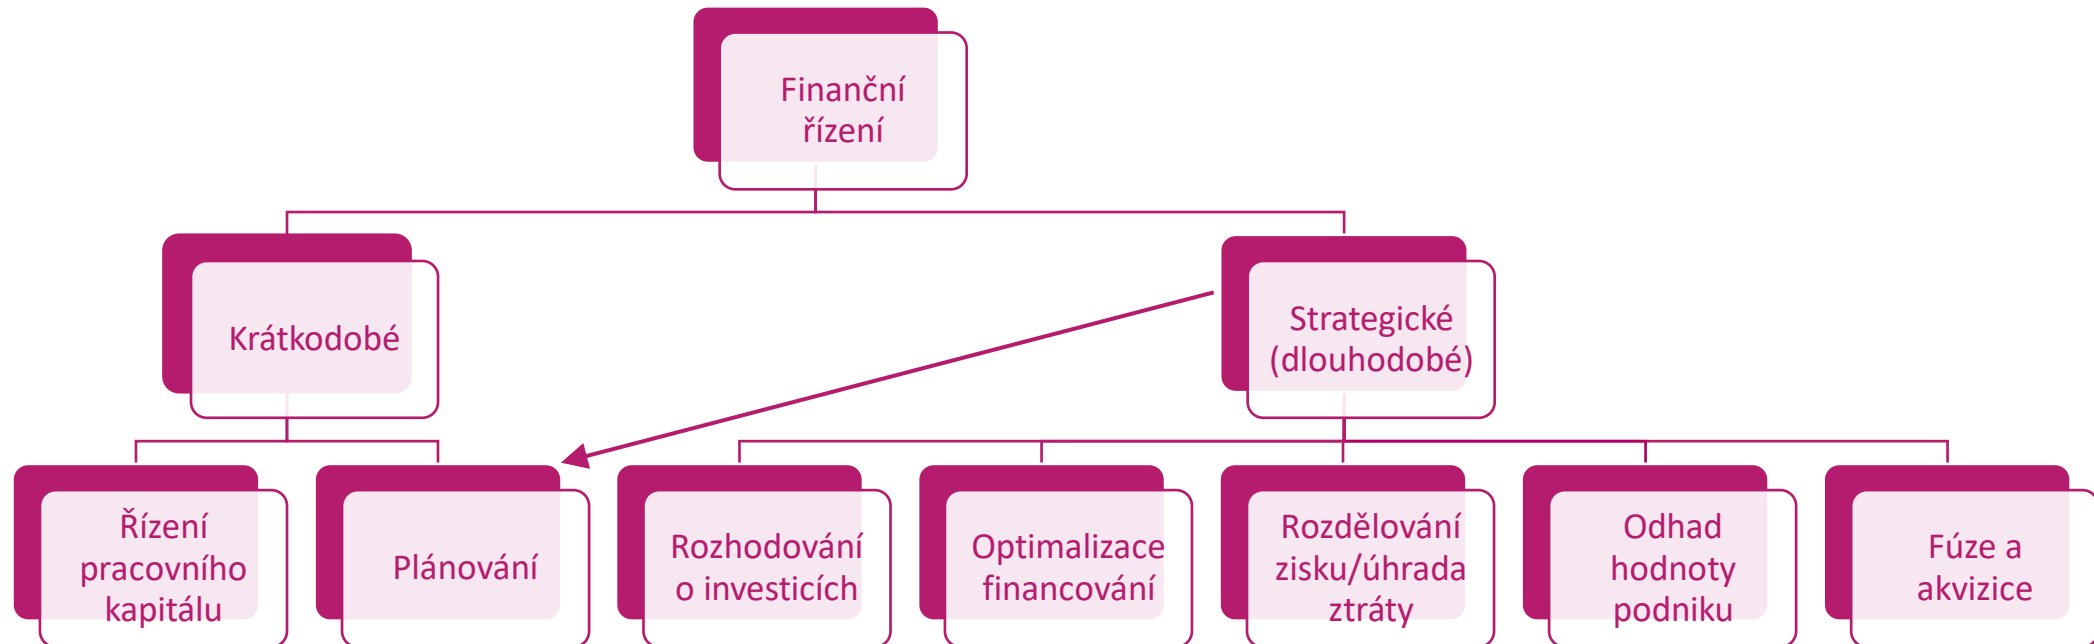 Finanční
řízení
Krátkodobé
Strategické
(dlouhodobé)
Řízení
pracovního
kapitálu
Plánování
Rozhodování
o investicích
Optimalizace
financování
Rozdělování
zisku/úhrada
ztráty
Odhad
hodnoty
podniku
Fúze a
akvizice